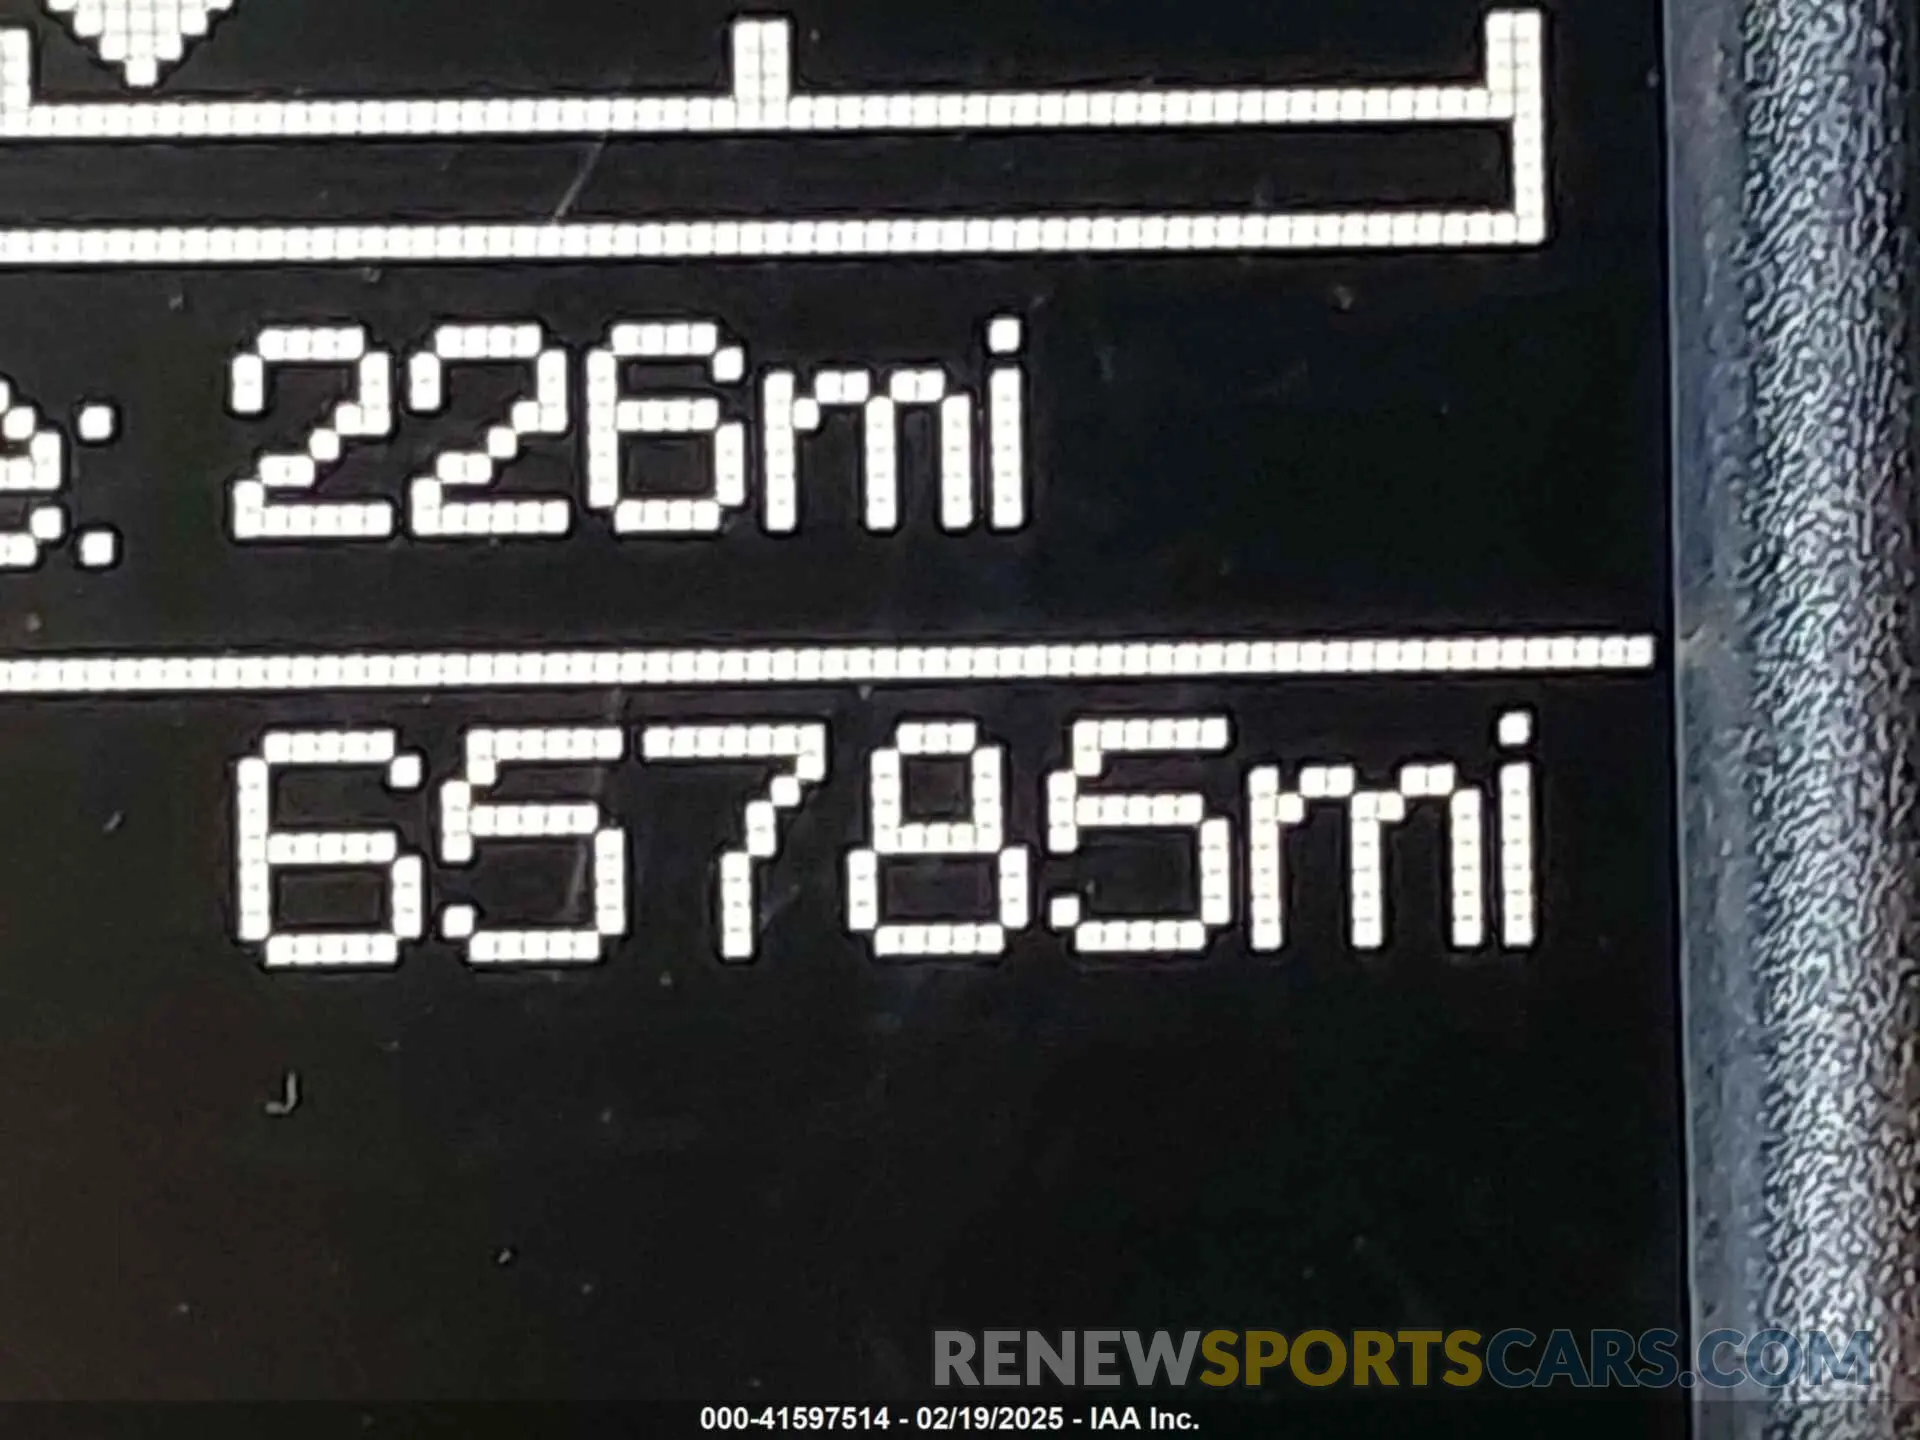 e: 226mi
65785mi
RENEWSPORTSCARS.COM
000-41597514 - 02/19/2025 - IAA Inc.